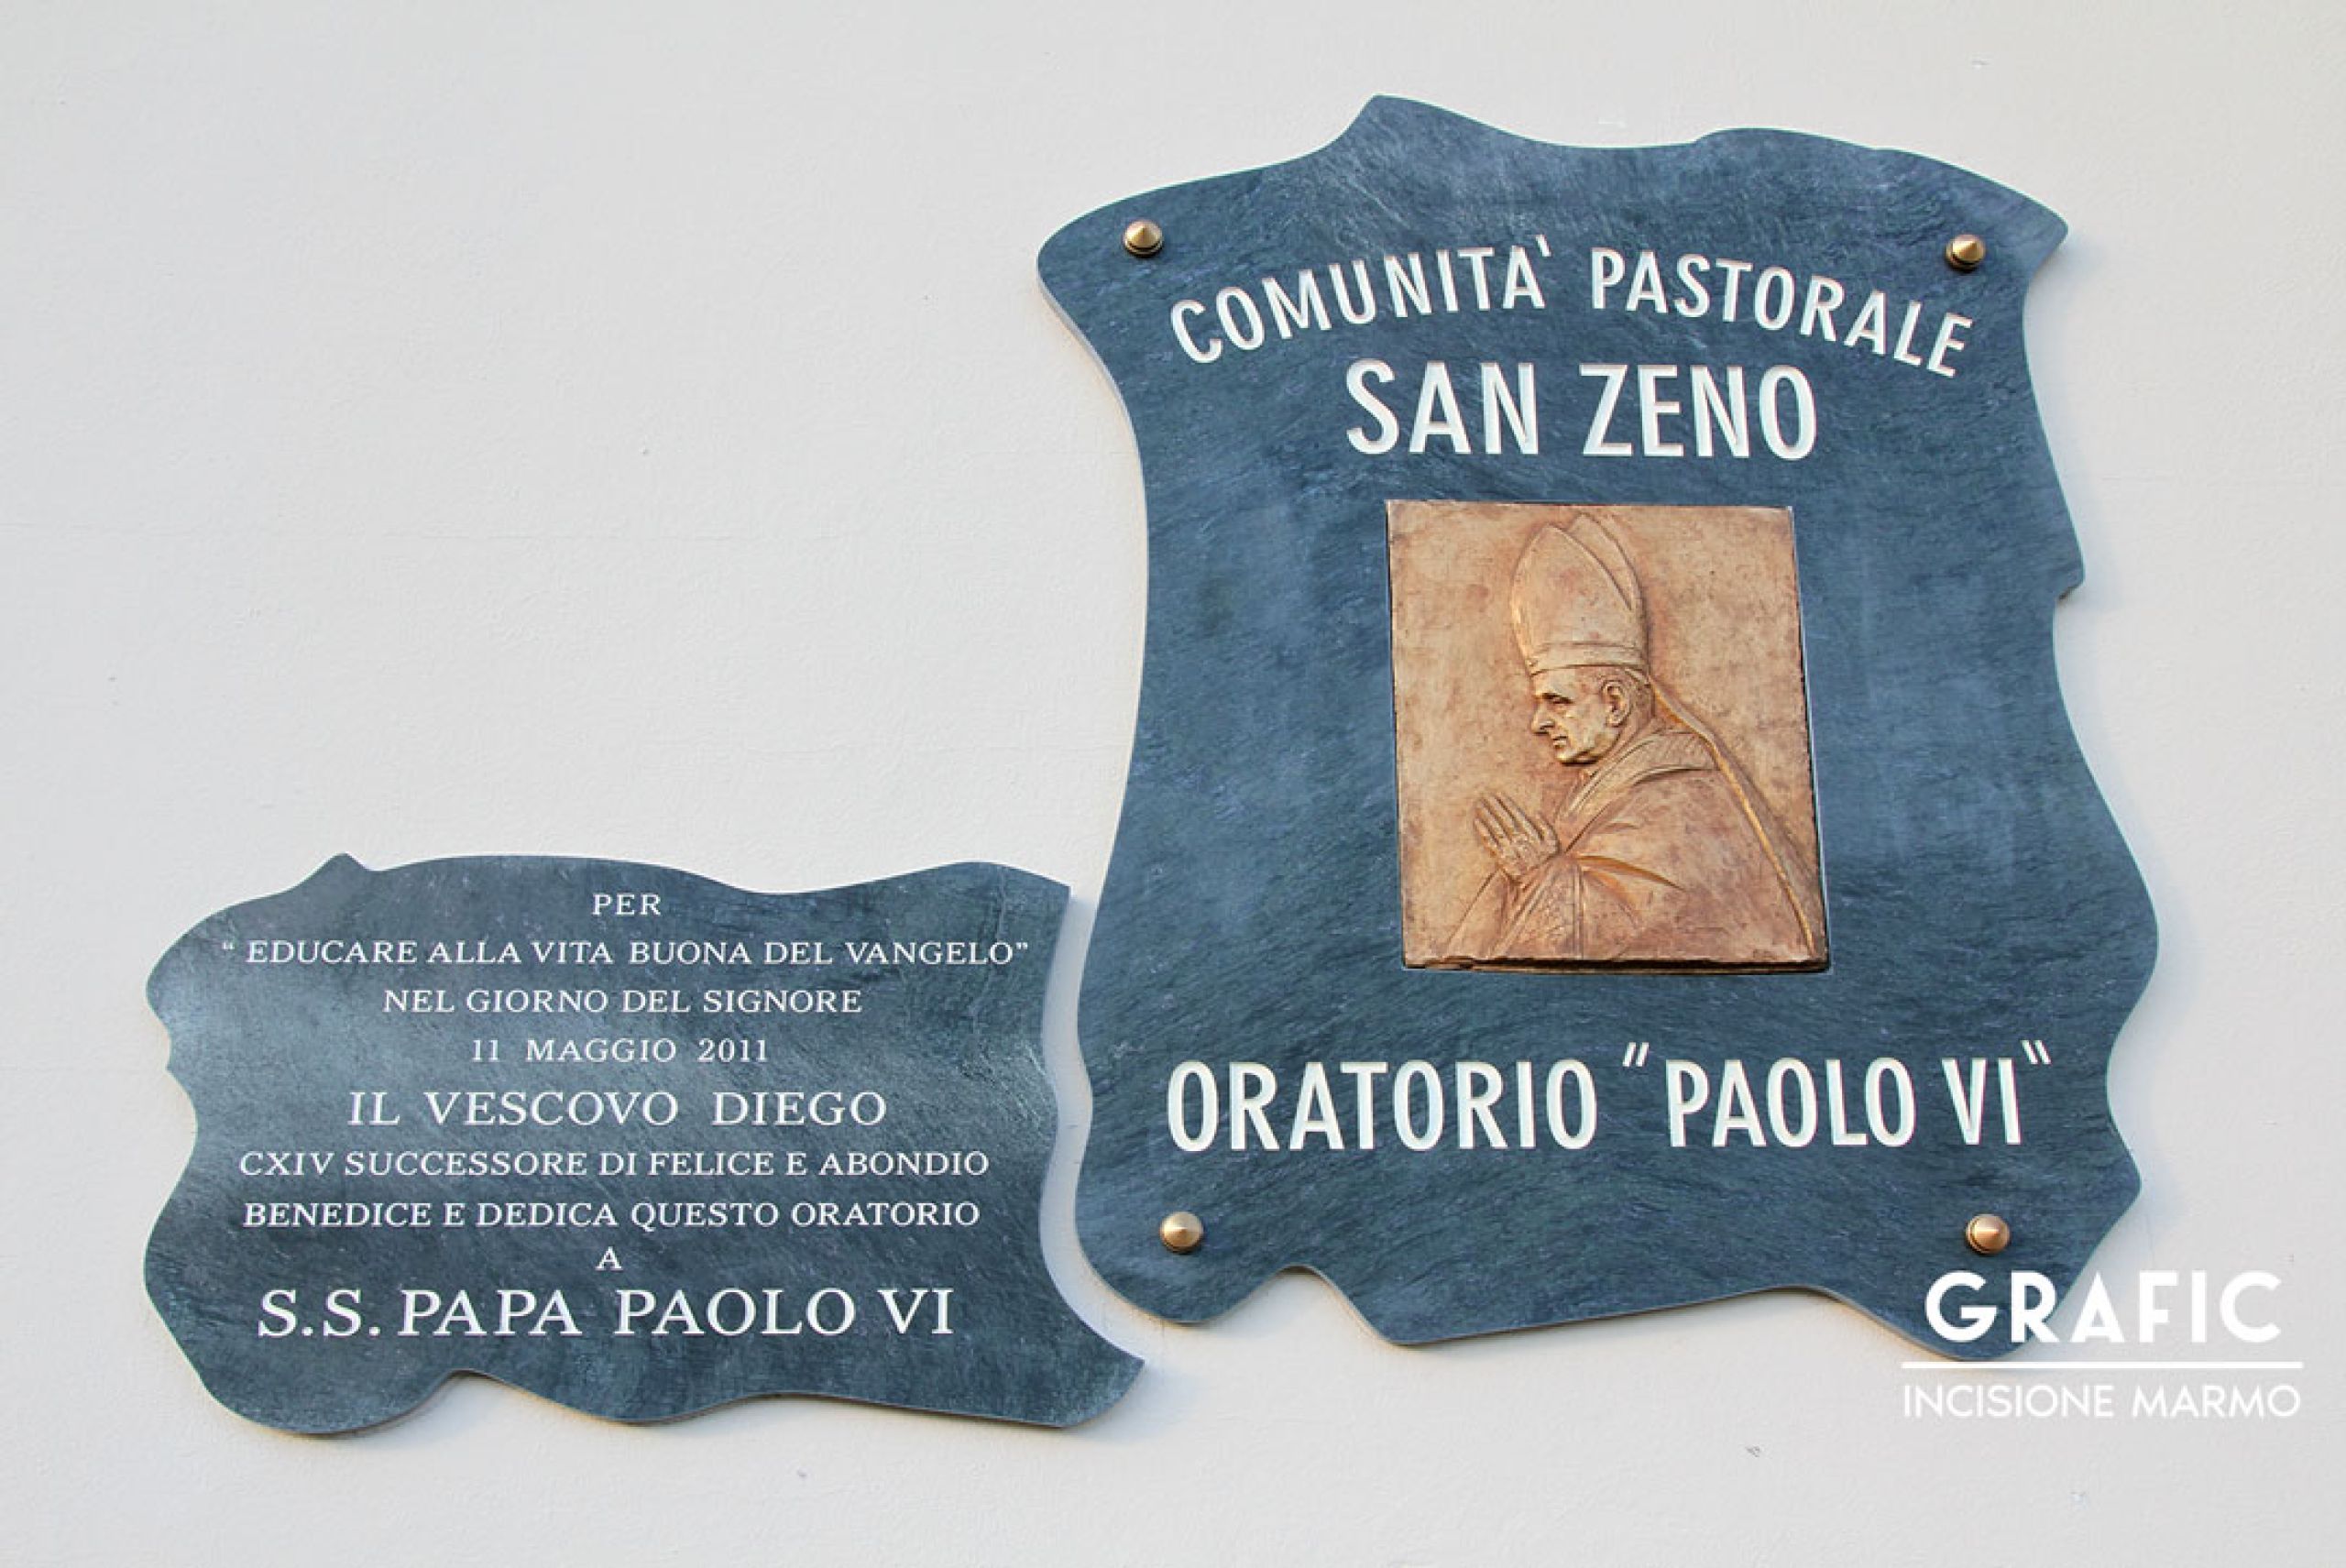 PER
“ EDUCARE ALLA VITA BUONA DEL VANGELO”
NEL GIORNO DEL SIGNORE
11 MAGGIO 2011
IL VESCOVO DIEGO
CXIV SUCCESSORE DI FELICE E ABONDIO
BENEDICE E DEDICA QUESTO ORATORIO
A
S.S. PAPA PAOLO VI
COMUNITA' PASTORALE
SAN ZENO
ORATORIO "PAOLO VI"
GRAFIC
INCISIONE MARMO